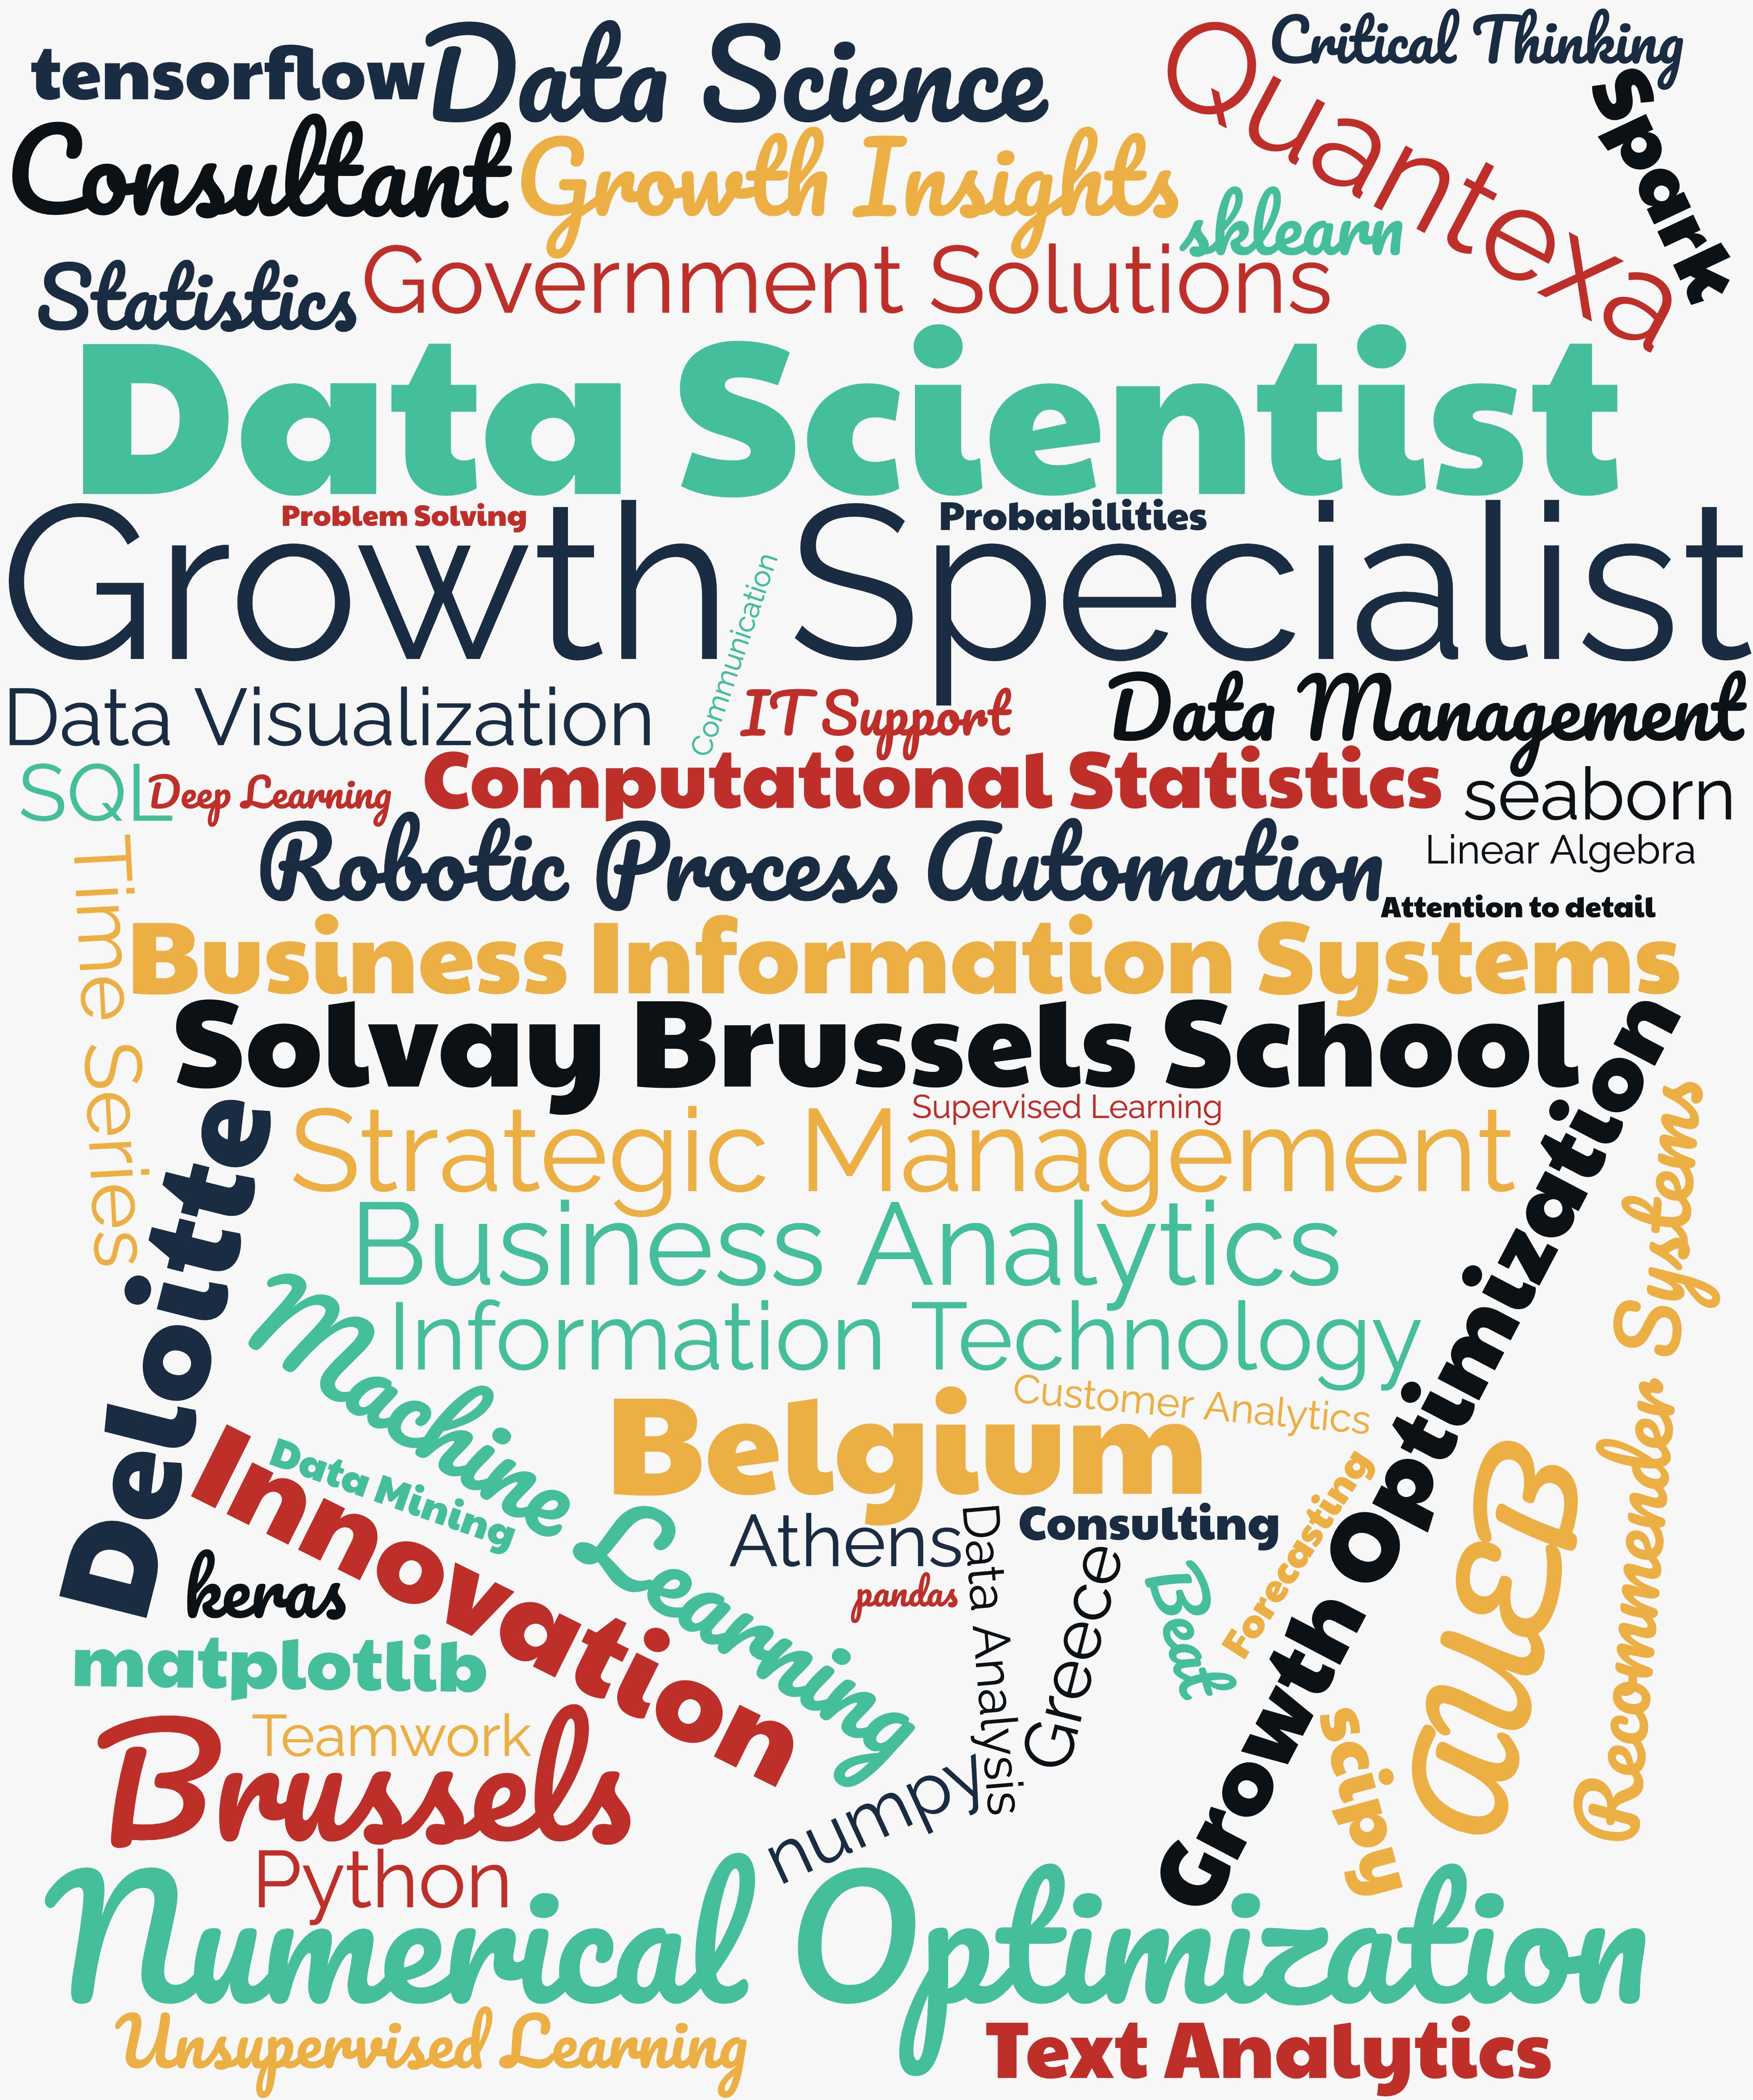 tensorflow
Data Science
Critical Thinking
Quantexa
Spark
Consultant
Growth Insights
sklearn
Statistics
Government Solutions
Data Scientist
Problem Solving
Probabilities
Growth Specialist
Communication
Data Visualization
IT Support
Data Management
SQL
Deep Learning
Computational Statistics
seaborn
Robotic Process Automation
Linear Algebra
Attention to detail
Time Series
Business Information Systems
Solvay Brussels School
Supervised Learning
Strategic Management
Deloitte
Business Analytics
Information Technology
Growth Optimization
Recommender Systems
Machine Learning
Customer Analytics
Belgium
Innovation
Data Mining
Athens
Data Analysis
Consulting
Forecasting
AUEB
keras
pandas
Greece
Beat
matplotlib
Teamwork
Brussels
scipy
numpy
Python
Numerical Optimization
Unsupervised Learning
Text Analytics